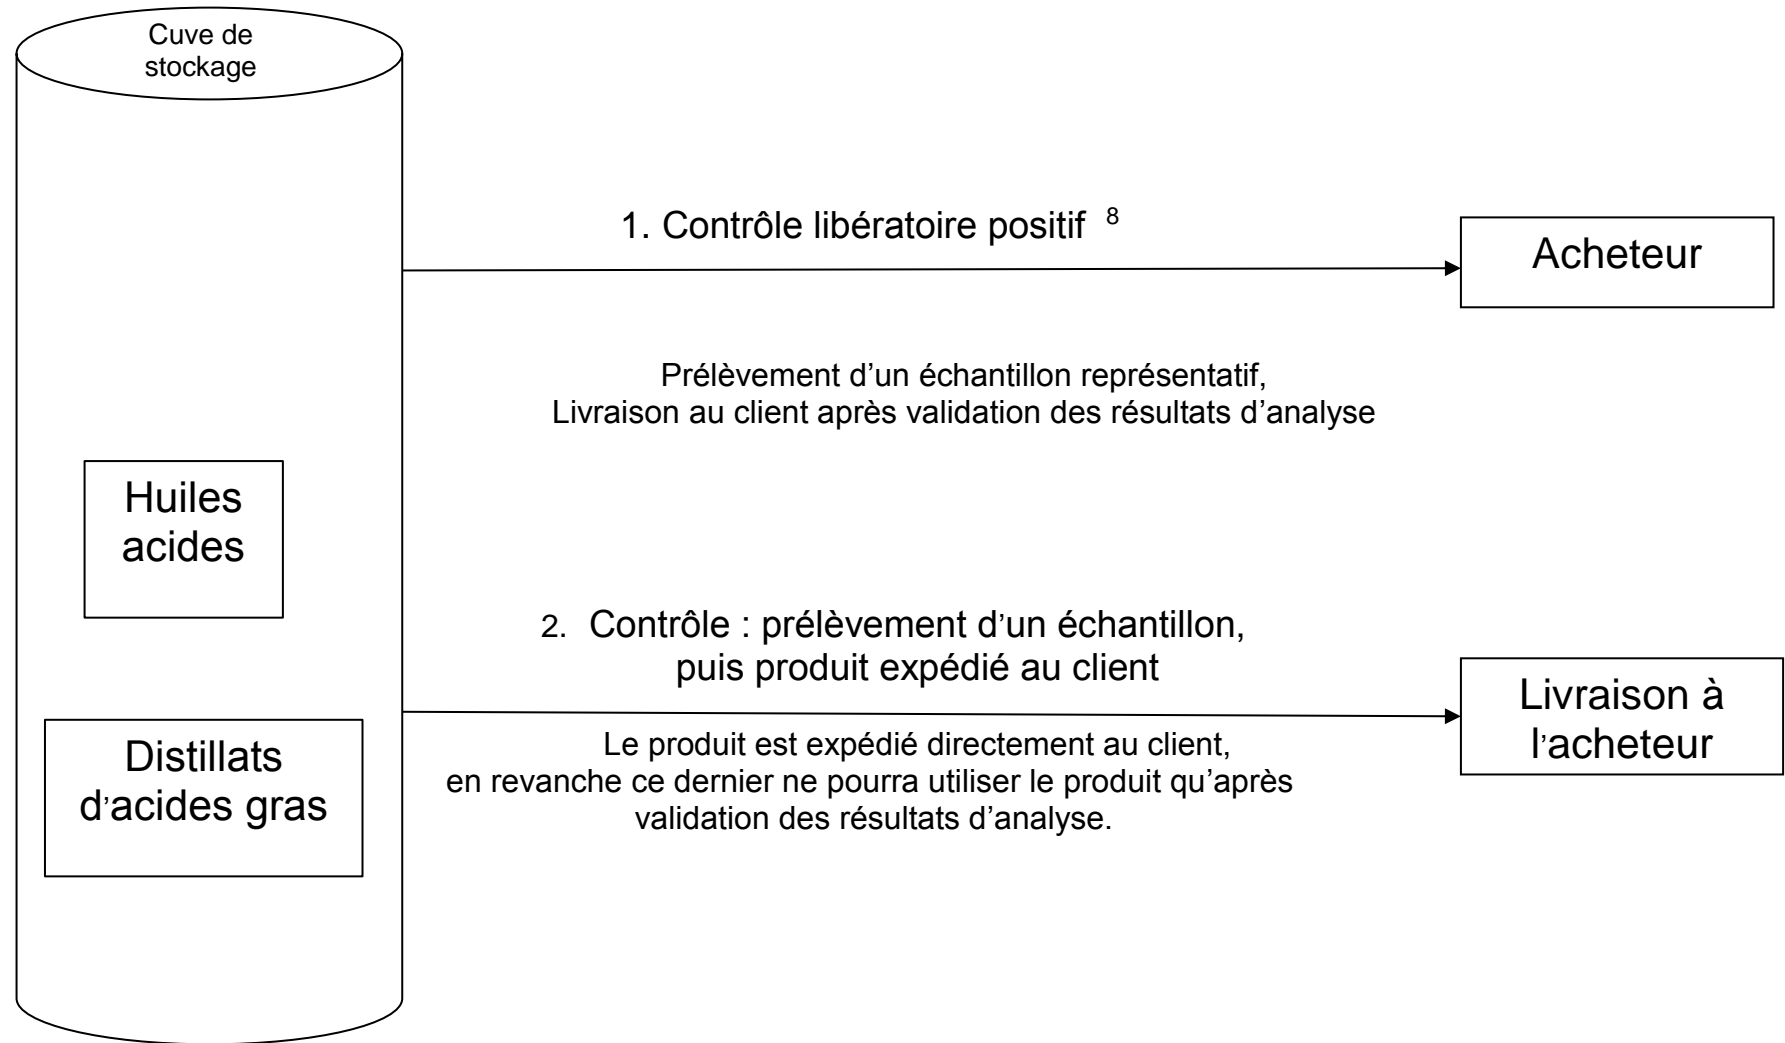 Cuve de
stockage
1. Contrôle libératoire positif 8
Acheteur
Prélèvement d’un échantillon représentatif,
Livraison au client après validation des résultats d’analyse
Huiles
acides
2. Contrôle : prélèvement d’un échantillon,
puis produit expédié au client
Livraison à
l’acheteur
Distillats
d’acides gras
Le produit est expédié directement au client,
en revanche ce dernier ne pourra utiliser le produit qu’après
validation des résultats d’analyse.